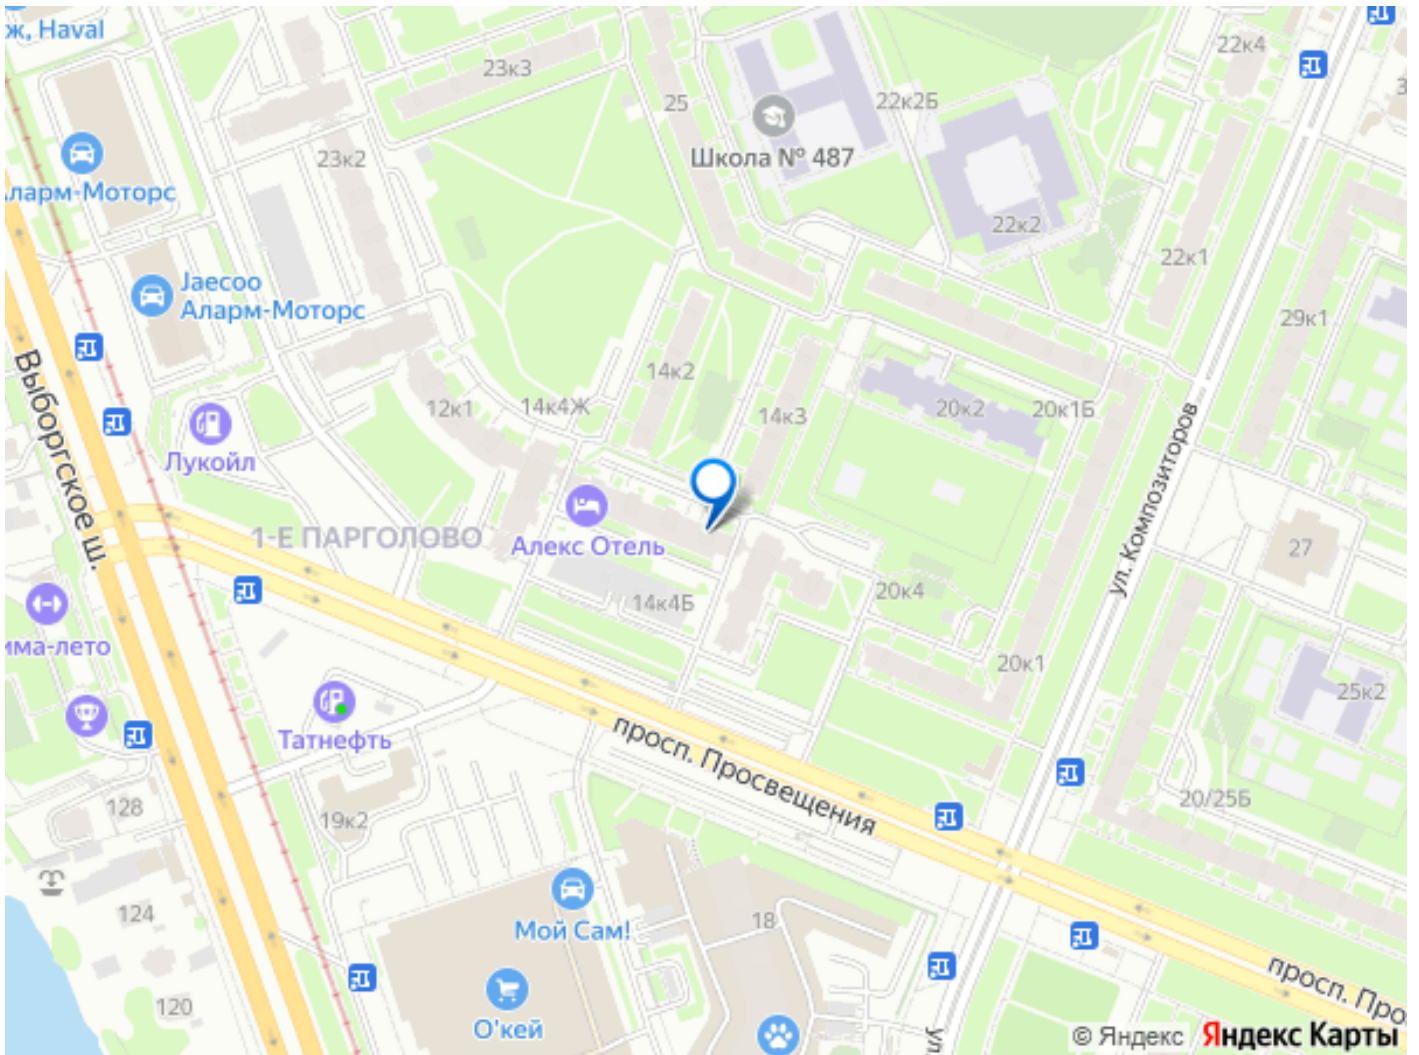 ж, Haval
22к4
23к3
25
22к2Б
Школа № 487
23к2
Аларм-Моторс
22к2
22к1
Jaecoo
Аларм-Моторс
29к1
Выборгское ш.
14к2
12к1
14к4Ж
14к3
20к2
20к1Б
Лукойл
ул. Композиторов
1-Е ПАРГОЛОВО
Алекс Отель
27
14к4Б
20к4
има-лето
20к1
25к2
Татнефть
просп. Просвещения
128
19к2
20/25Б
124
Мой Сам!
18
120
О'кей
просп. Про
ул.
© Яндекс Яндекс Карты